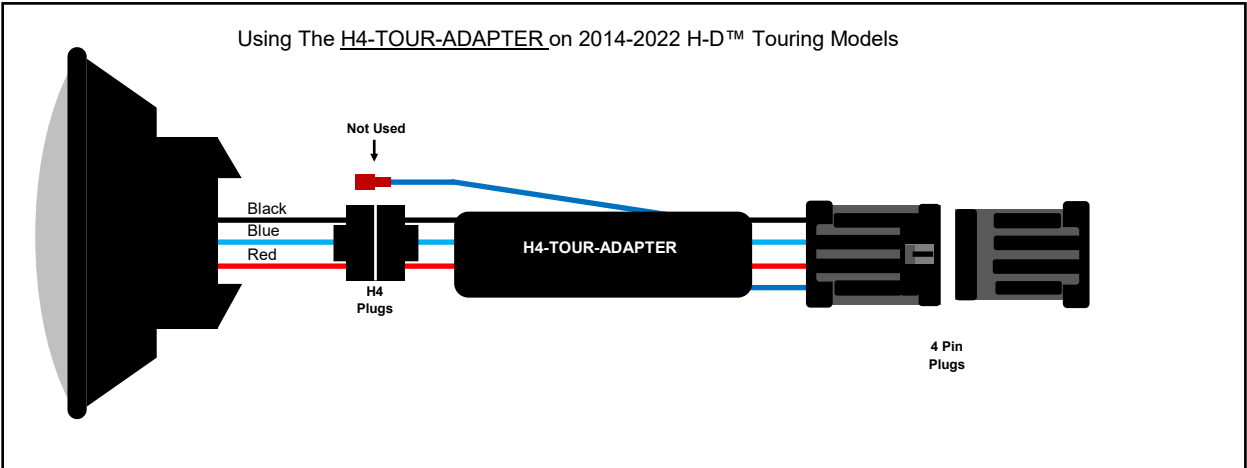 Using The H4-TOUR-ADAPTER on 2014-2022 H-D™ Touring Models
Not Used
Black
Blue
Red
H4-TOUR-ADAPTER
H4
Plugs
4 Pin
Plugs